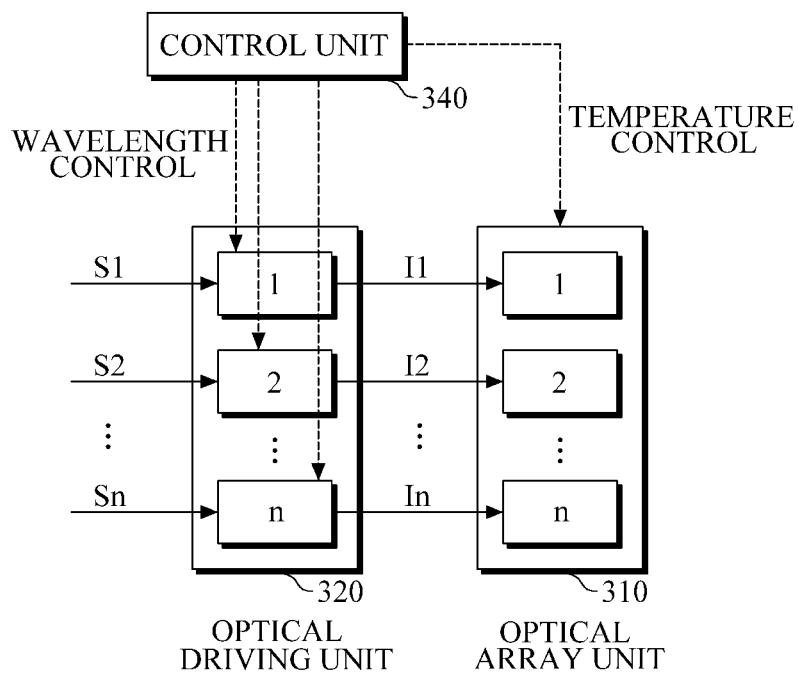 CONTROL UNIT
340
WAVELENGTH
CONTROL
TEMPERATURE
CONTROL
S1
1
I1
1
S2
2
I2
2
⋮
⋮
⋮
⋮
Sn
n
In
n
320
310
OPTICAL
DRIVING UNIT
OPTICAL
ARRAY UNIT